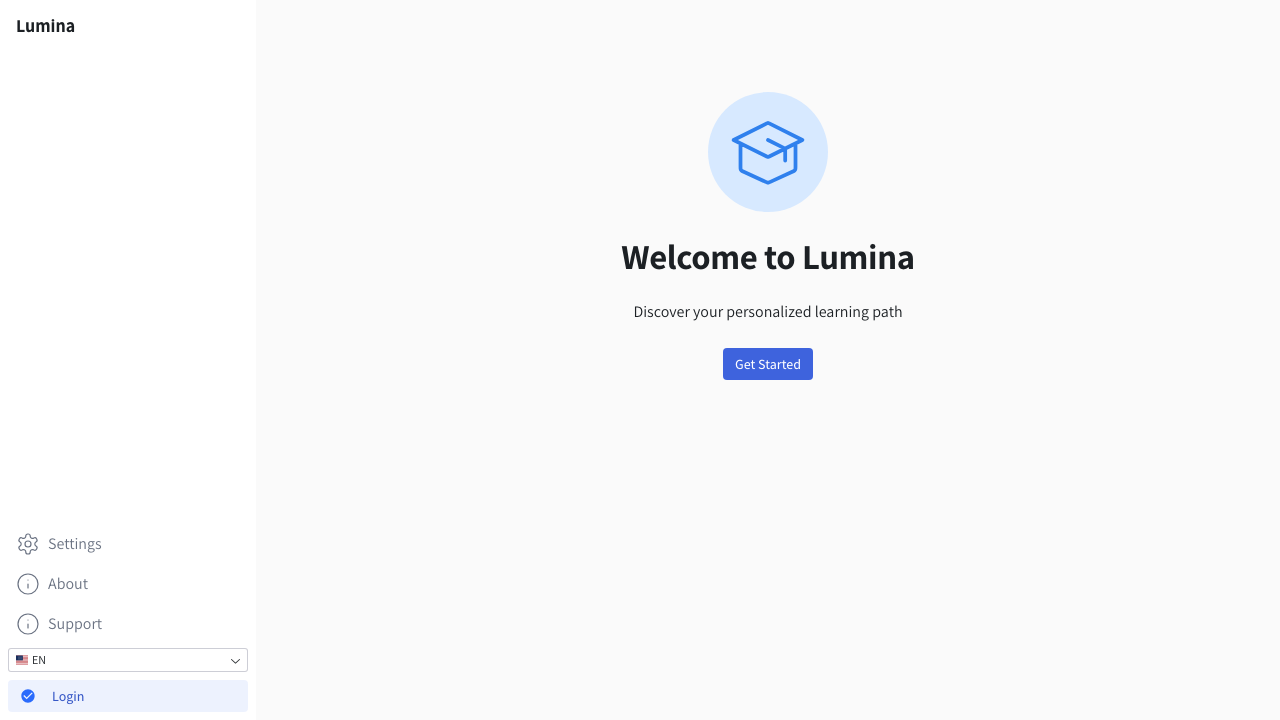 Lumina
Welcome to Lumina
Discover your personalized learning path
Get Started
Settings
About
Support
EN
Login